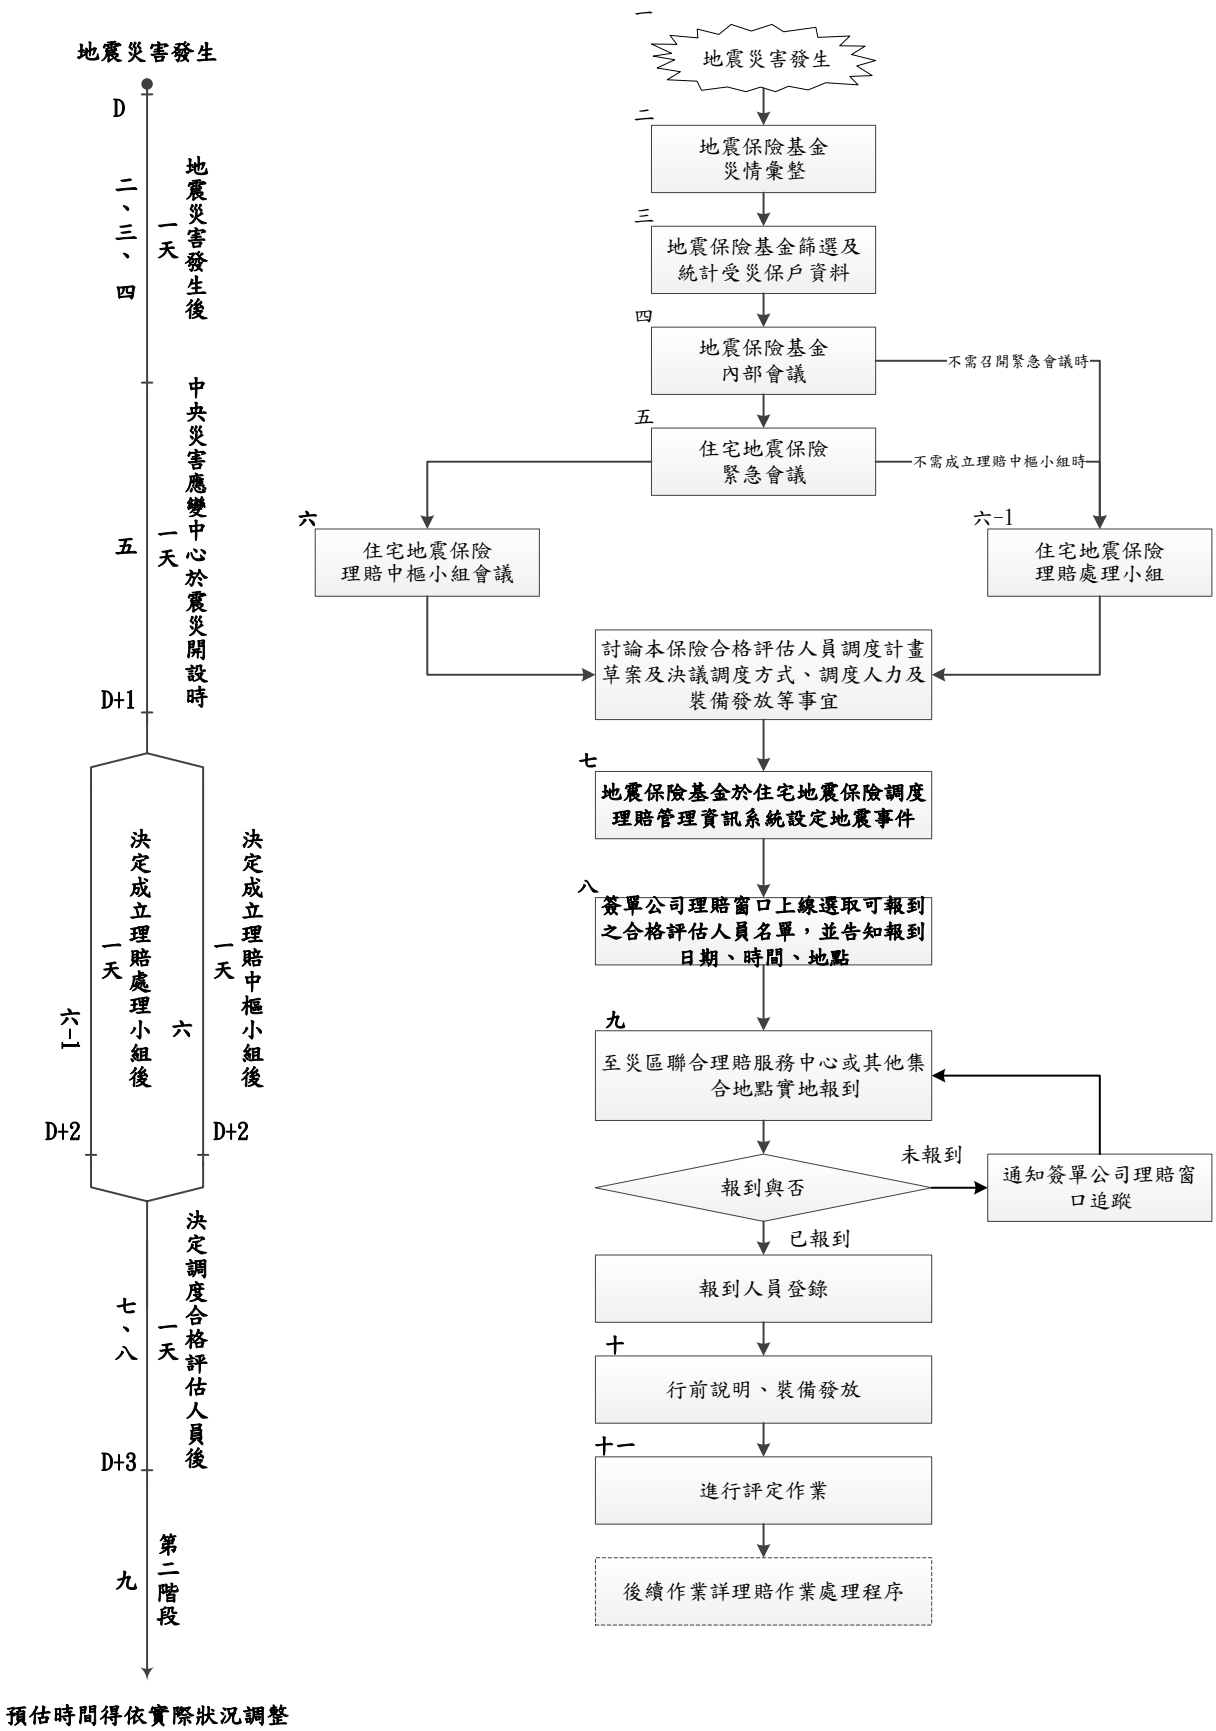 地震災害發生
D
二、三、四
一天
地震災害發生後
五
一天
中央災害應變中心於震災開設時
D+1
六-1
一天
決定成立理賠處理小組後
六
一天
決定成立理賠中樞小組後
D+2
D+2
七、八
一天
決定調度合格評估人員後
D+3
九
第二階段
預估時間得依實際狀況調整
一
地震災害發生
二
地震保險基金
災情彙整
三
地震保險基金篩選及
統計受災保戶資料
四
地震保險基金
內部會議
不需召開緊急會議時
五
住宅地震保險
緊急會議
不需成立理賠中樞小組時
六
住宅地震保險
理賠中樞小組會議
六-1
住宅地震保險
理賠處理小組
討論本保險合格評估人員調度計畫
草案及決議調度方式、調度人力及
裝備發放等事宜
七
地震保險基金於住宅地震保險調度
理賠管理資訊系統設定地震事件
八
簽單公司理賠窗口上線選取可報到
之合格評估人員名單，並告知報到
日期、時間、地點
九
至災區聯合理賠服務中心或其他集
合地點實地報到
報到與否
未報到
通知簽單公司理賠窗
口追蹤
已報到
報到人員登錄
十
行前說明、裝備發放
十一
進行評定作業
後續作業詳理賠作業處理程序